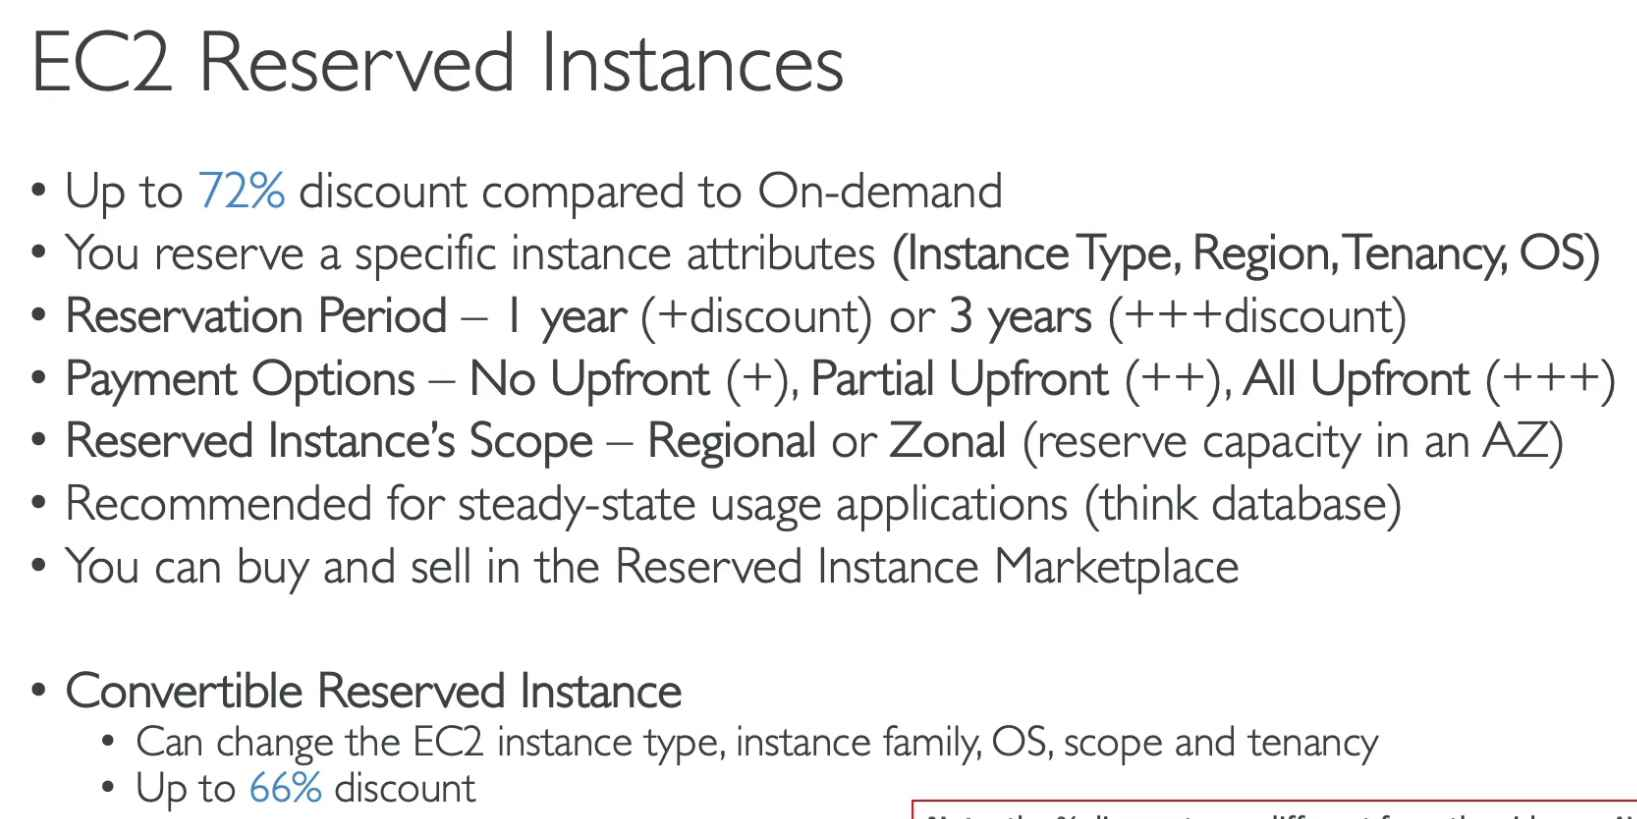 EC2 Reserved Instances
• Up to 72% discount compared to On-demand
• You reserve a specific instance attributes (Instance Type, Region, Tenancy, OS)
• Reservation Period – 1 year (+discount) or 3 years (+++discount)
• Payment Options – No Upfront (+), Partial Upfront (++), All Upfront (+++)
• Reserved Instance’s Scope – Regional or Zonal (reserve capacity in an AZ)
• Recommended for steady-state usage applications (think database)
• You can buy and sell in the Reserved Instance Marketplace
• Convertible Reserved Instance
• Can change the EC2 instance type, instance family, OS, scope and tenancy
• Up to 66% discount